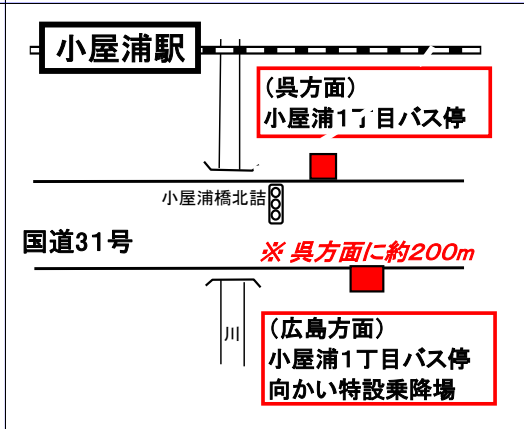 小屋浦駅
(呉方面)
小屋浦1丁目バス停
小屋浦橋北詰
国道31号
※ 呉方面に約200m
川
(広島方面)
小屋浦1丁目バス停
向かい特設乗降場